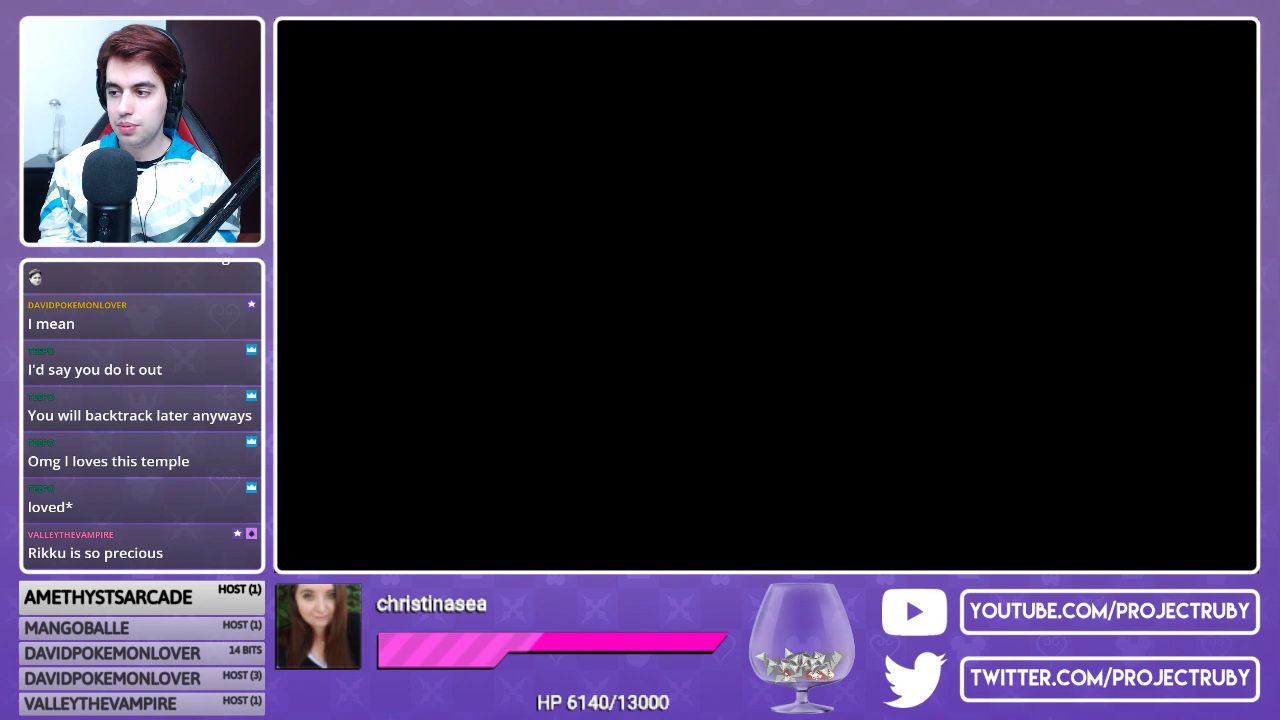 DAVIDPOKEMONLOVER
I mean
I'd say you do it out
You will backtrack later anyways
Omg I loves this temple
loved*
VALLEYTHEVAMPIRE
Rikku is so precious
AMETHYSTSARCADE HOST (1)
MANGOBALLE HOST (1)
DAVIDPOKEMONLOVER 14 BITS
DAVIDPOKEMONLOVER HOST (3)
VALLEYTHEVAMPIRE HOST (1)
christinasea
HP 6140/13000
YOUTUBE.COM/PROJECTRUBY
TWITTER.COM/PROJECTRUBY